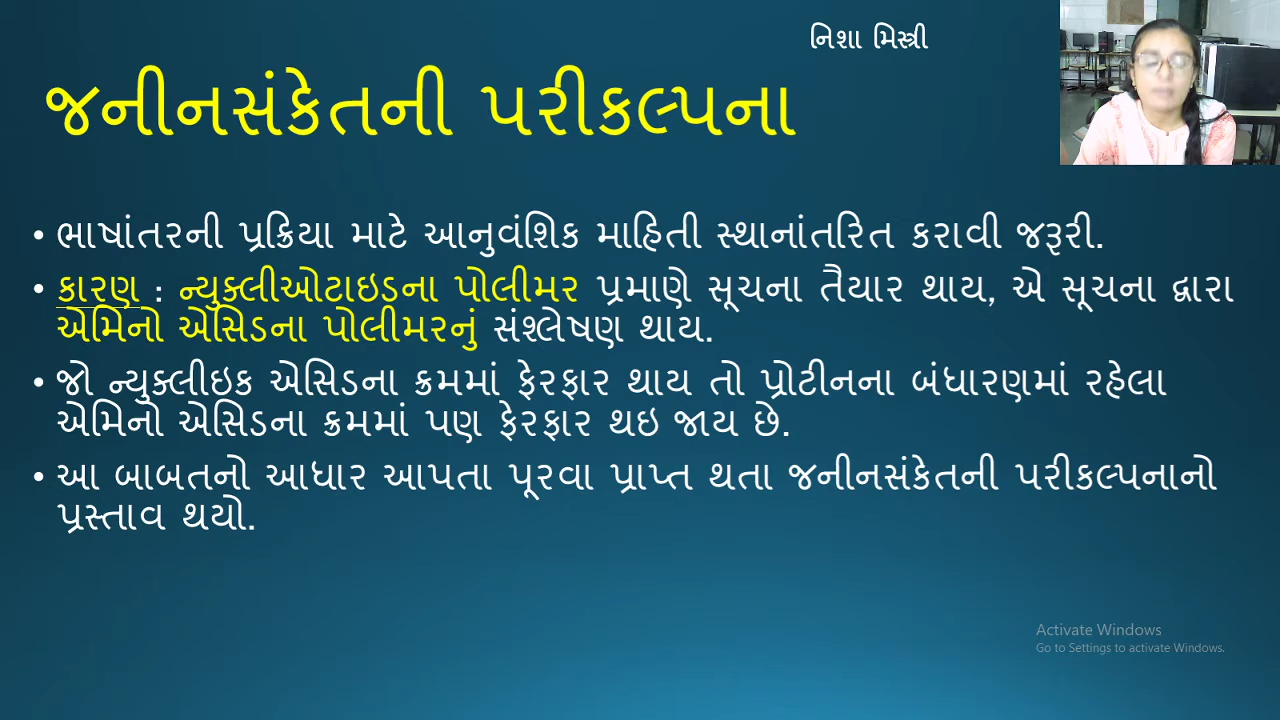 નિશા મિસ્ત્રી
જનીનસંકેતની પરીકલ્પના
• ભાષાંતરની પ્રક્રિયા માટે આનુવંશિક માહિતી સ્થાનાંતરિત કરાવી જરૂરી.
• કારણ : ન્યુક્લીઓટાઇડના પોલીમર પ્રમાણે સૂચના તૈયાર થાય, એ સૂચના દ્વારા
એમિનો એસિડના પોલીમરનું સંશ્લેષણ થાય.
• જો ન્યુક્લીઇક એસિડના ક્રમમાં ફેરફાર થાય તો પ્રોટીનના બંધારણમાં રહેલા
એમિનો એસિડના ક્રમમાં પણ ફેરફાર થઇ જાય છે.
• આ બાબતનો આધાર આપતા પૂરવા પ્રાપ્ત થતા જનીનસંકેતની પરીકલ્પનાનો
પ્રસ્તાવ થયો.
Activate Windows
Go to Settings to activate Windows.